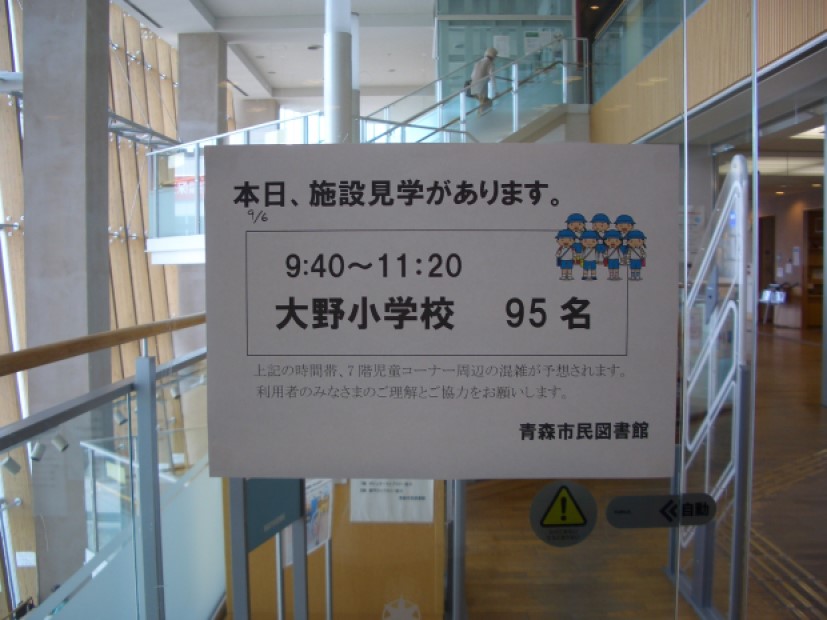 本日、施設見学があります。
9/6
9:40～11:20
大野小学校 95名
上記の時間帯、7階児童コーナー周辺の混雑が予想されます。
利用者のみなさまのご理解とご協力をお願いします。
青森市民図書館
自動